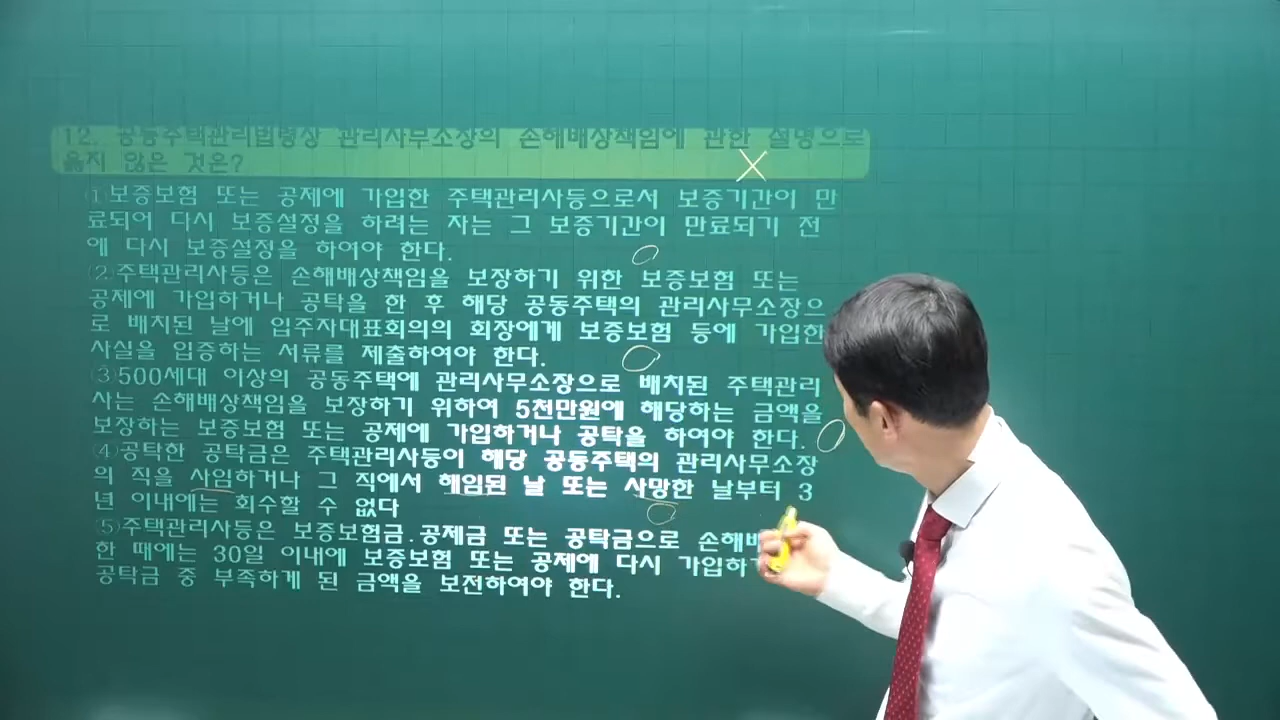 12. 공동주택관리법령상 관리사무소장의 손해배상책임에 관한 설명으로
옳지 않은 것은?
①보증보험 또는 공제에 가입한 주택관리사등으로서 보증기간이 만
료되어 다시 보증설정을 하려는 자는 그 보증기간이 만료되기 전
에 다시 보증설정을 하여야 한다.
②주택관리사등은 손해배상책임을 보장하기 위한 보증보험 또는
공제에 가입하거나 공탁을 한 후 해당 공동주택의 관리사무소장으
로 배치된 날에 입주자대표회의의 회장에게 보증보험 등에 가입한
사실을 입증하는 서류를 제출하여야 한다.
③500세대 이상의 공동주택에 관리사무소장으로 배치된 주택관리
사는 손해배상책임을 보장하기 위하여 5천만원에 해당하는 금액을
보장하는 보증보험 또는 공제에 가입하거나 공탁을 하여야 한다.
④공탁한 공탁금은 주택관리사등이 해당 공동주택의 관리사무소장
의 직을 사임하거나 그 직에서 해임된 날 또는 사망한 날부터 3
년 이내에는 회수할 수 없다
⑤주택관리사등은 보증보험금.공제금 또는 공탁금으로 손해배
한 때에는 30일 이내에 보증보험 또는 공제에 다시 가입하거
공탁금 중 부족하게 된 금액을 보전하여야 한다.